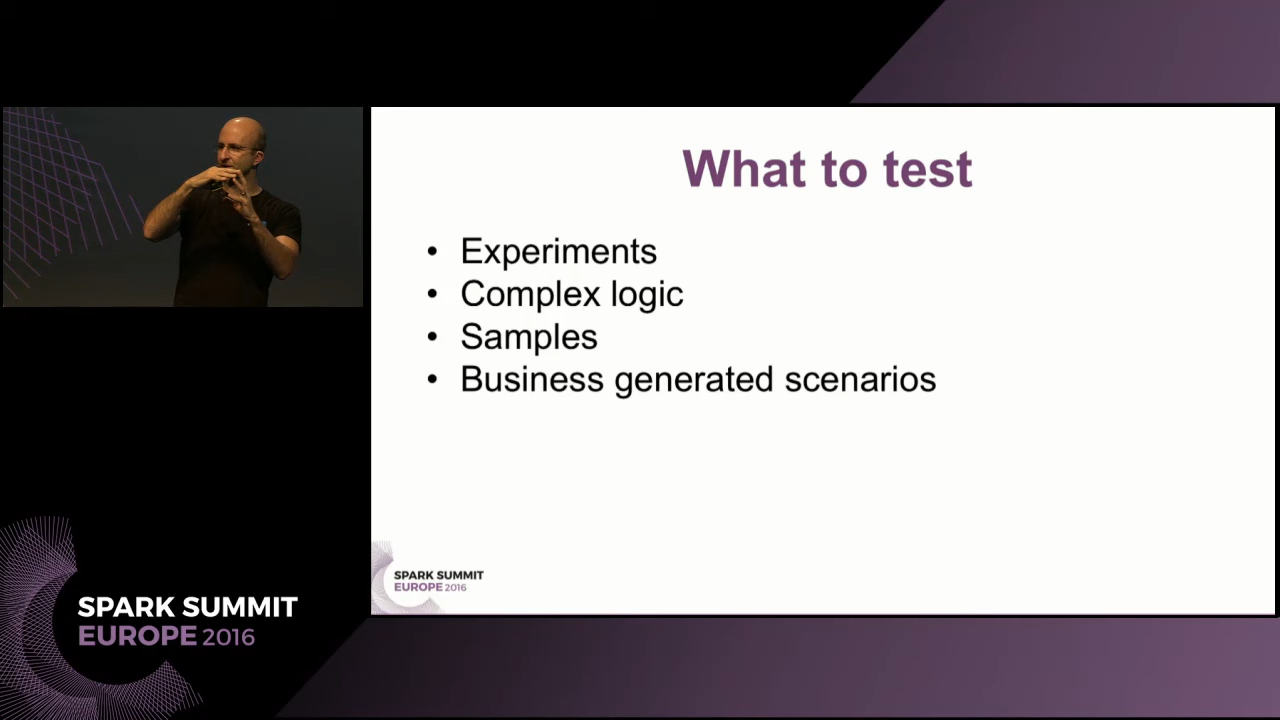 What to test
• Experiments
• Complex logic
• Samples
• Business generated scenarios
SPARK SUMMIT
EUROPE 2016
SPARK SUMMIT
EUROPE 2016